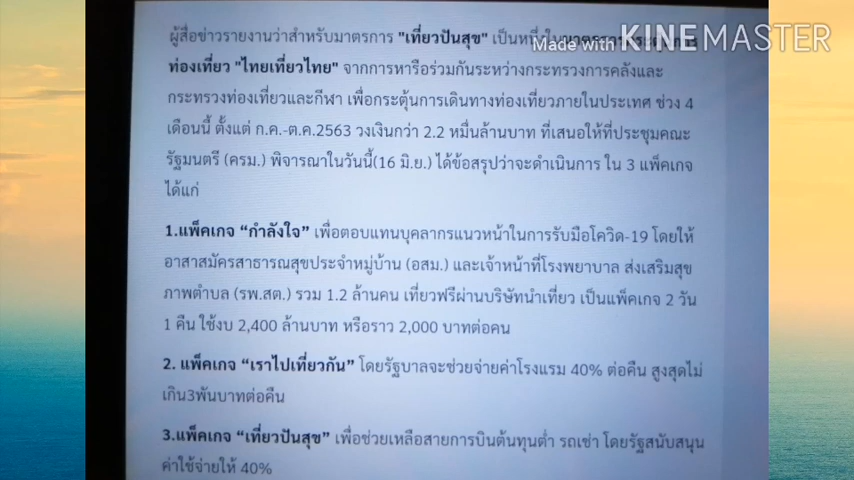 ผู้สื่อข่าวรายงานว่าสำหรับมาตรการ "เที่ยวปันสุข" เป็นหนึ่งใน
Made with KINEMASTER
ท่องเที่ยว "ไทยเที่ยวไทย" จากการหารือร่วมกันระหว่างกระทรวงการคลังและ
กระทรวงท่องเที่ยวและกีฬา เพื่อกระตุ้นการเดินทางท่องเที่ยวภายในประเทศ ช่วง 4
เดือนนี้ ตั้งแต่ ก.ค.-ต.ค.2563 วงเงินกว่า 2.2 หมื่นล้านบาท ที่เสนอให้ที่ประชุมคณะ
รัฐมนตรี (ครม.) พิจารณาในวันนี้(16 มิ.ย.) ได้ข้อสรุปว่าจะดำเนินการ ใน 3 แพ็คเกจ
ได้แก่
1.แพ็คเกจ “กำลังใจ” เพื่อตอบแทนบุคลากรแนวหน้าในการรับมือโควิด-19 โดยให้
อาสาสมัครสาธารณสุขประจำหมู่บ้าน (อสม.) และเจ้าหน้าที่โรงพยาบาล ส่งเสริมสุข
ภาพตำบล (รพ.สต.) รวม 1.2 ล้านคน เที่ยวฟรีผ่านบริษัทนำเที่ยว เป็นแพ็คเกจ 2 วัน
1 คืน ใช้งบ 2,400 ล้านบาท หรือราว 2,000 บาทต่อคน
2. แพ็คเกจ “เราไปเที่ยวกัน” โดยรัฐบาลจะช่วยจ่ายค่าโรงแรม 40% ต่อคืน สูงสุดไม่
เกิน3พันบาทต่อคืน
3.แพ็คเกจ “เที่ยวปันสุข” เพื่อช่วยเหลือสายการบินต้นทุนต่ำ รถเช่า โดยรัฐสนับสนุน
ค่าใช้จ่ายให้ 40%